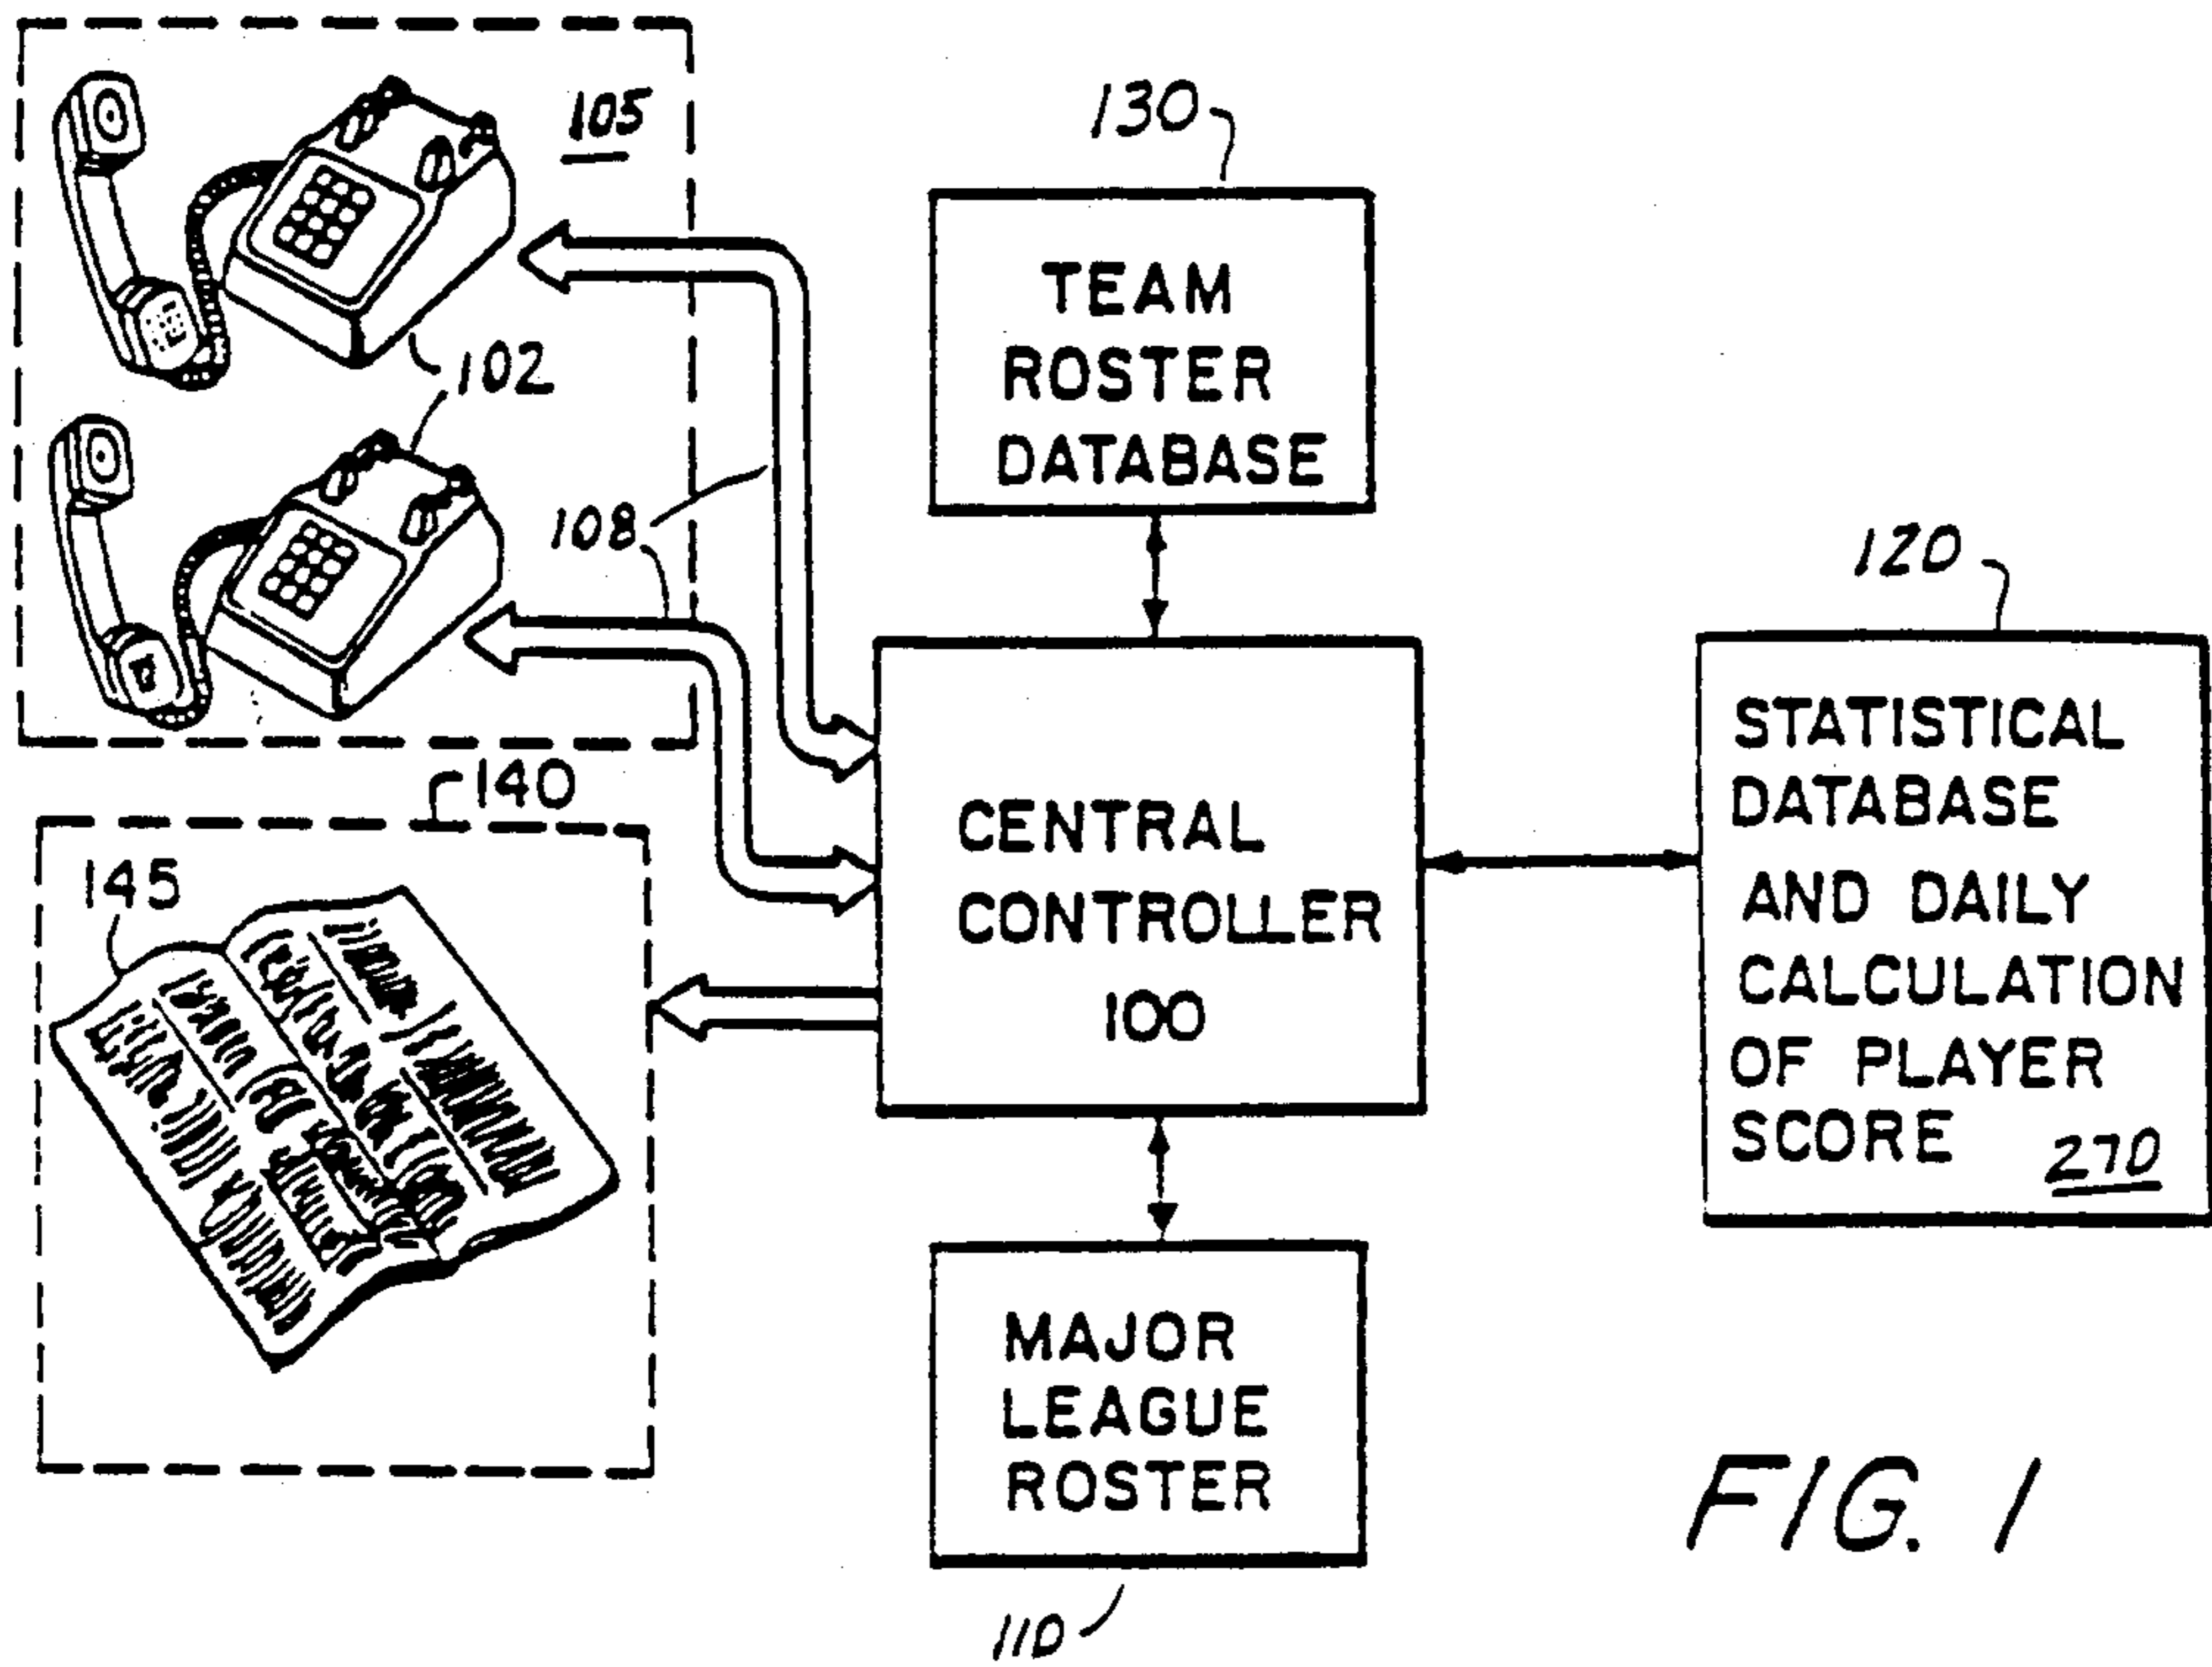 105
130
102
TEAM
ROSTER
DATABASE
108
120
140
145
CENTRAL
CONTROLLER
100
STATISTICAL
DATABASE
AND DAILY
CALCULATION
OF PLAYER
SCORE
270
MAJOR
LEAGUE
ROSTER
110
FIG. 1